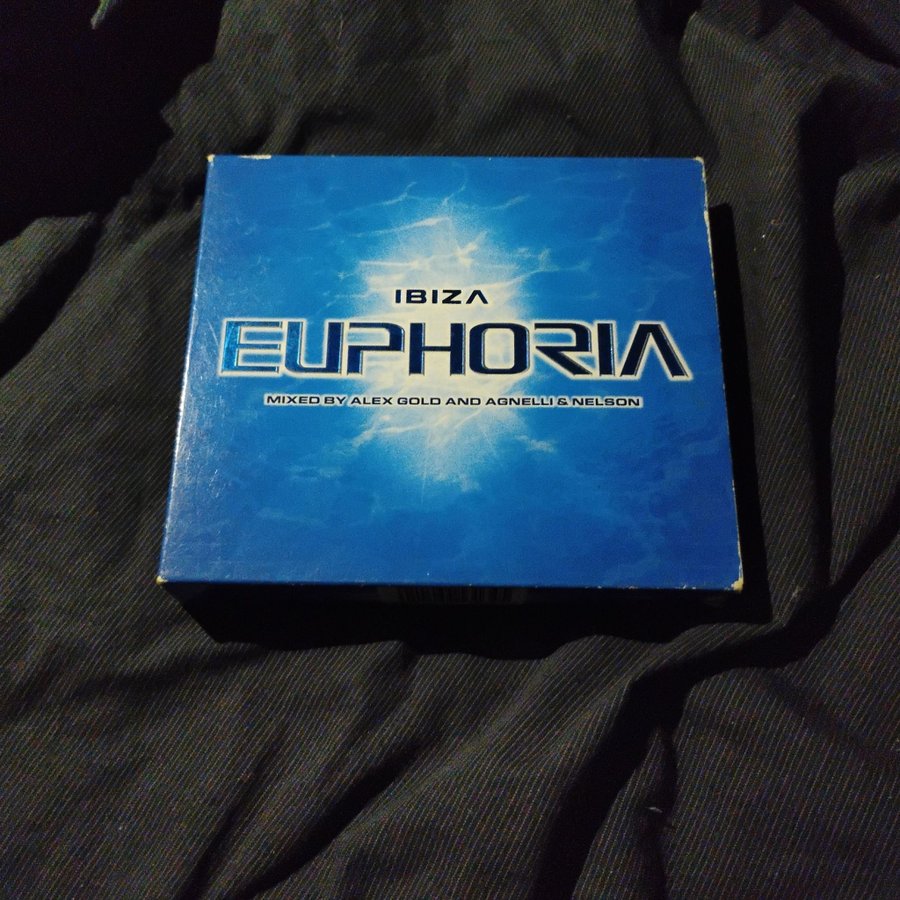 IBIZA
EUPHORIA
MIXED BY ALEX GOLD AND AGNELLI & NELSON